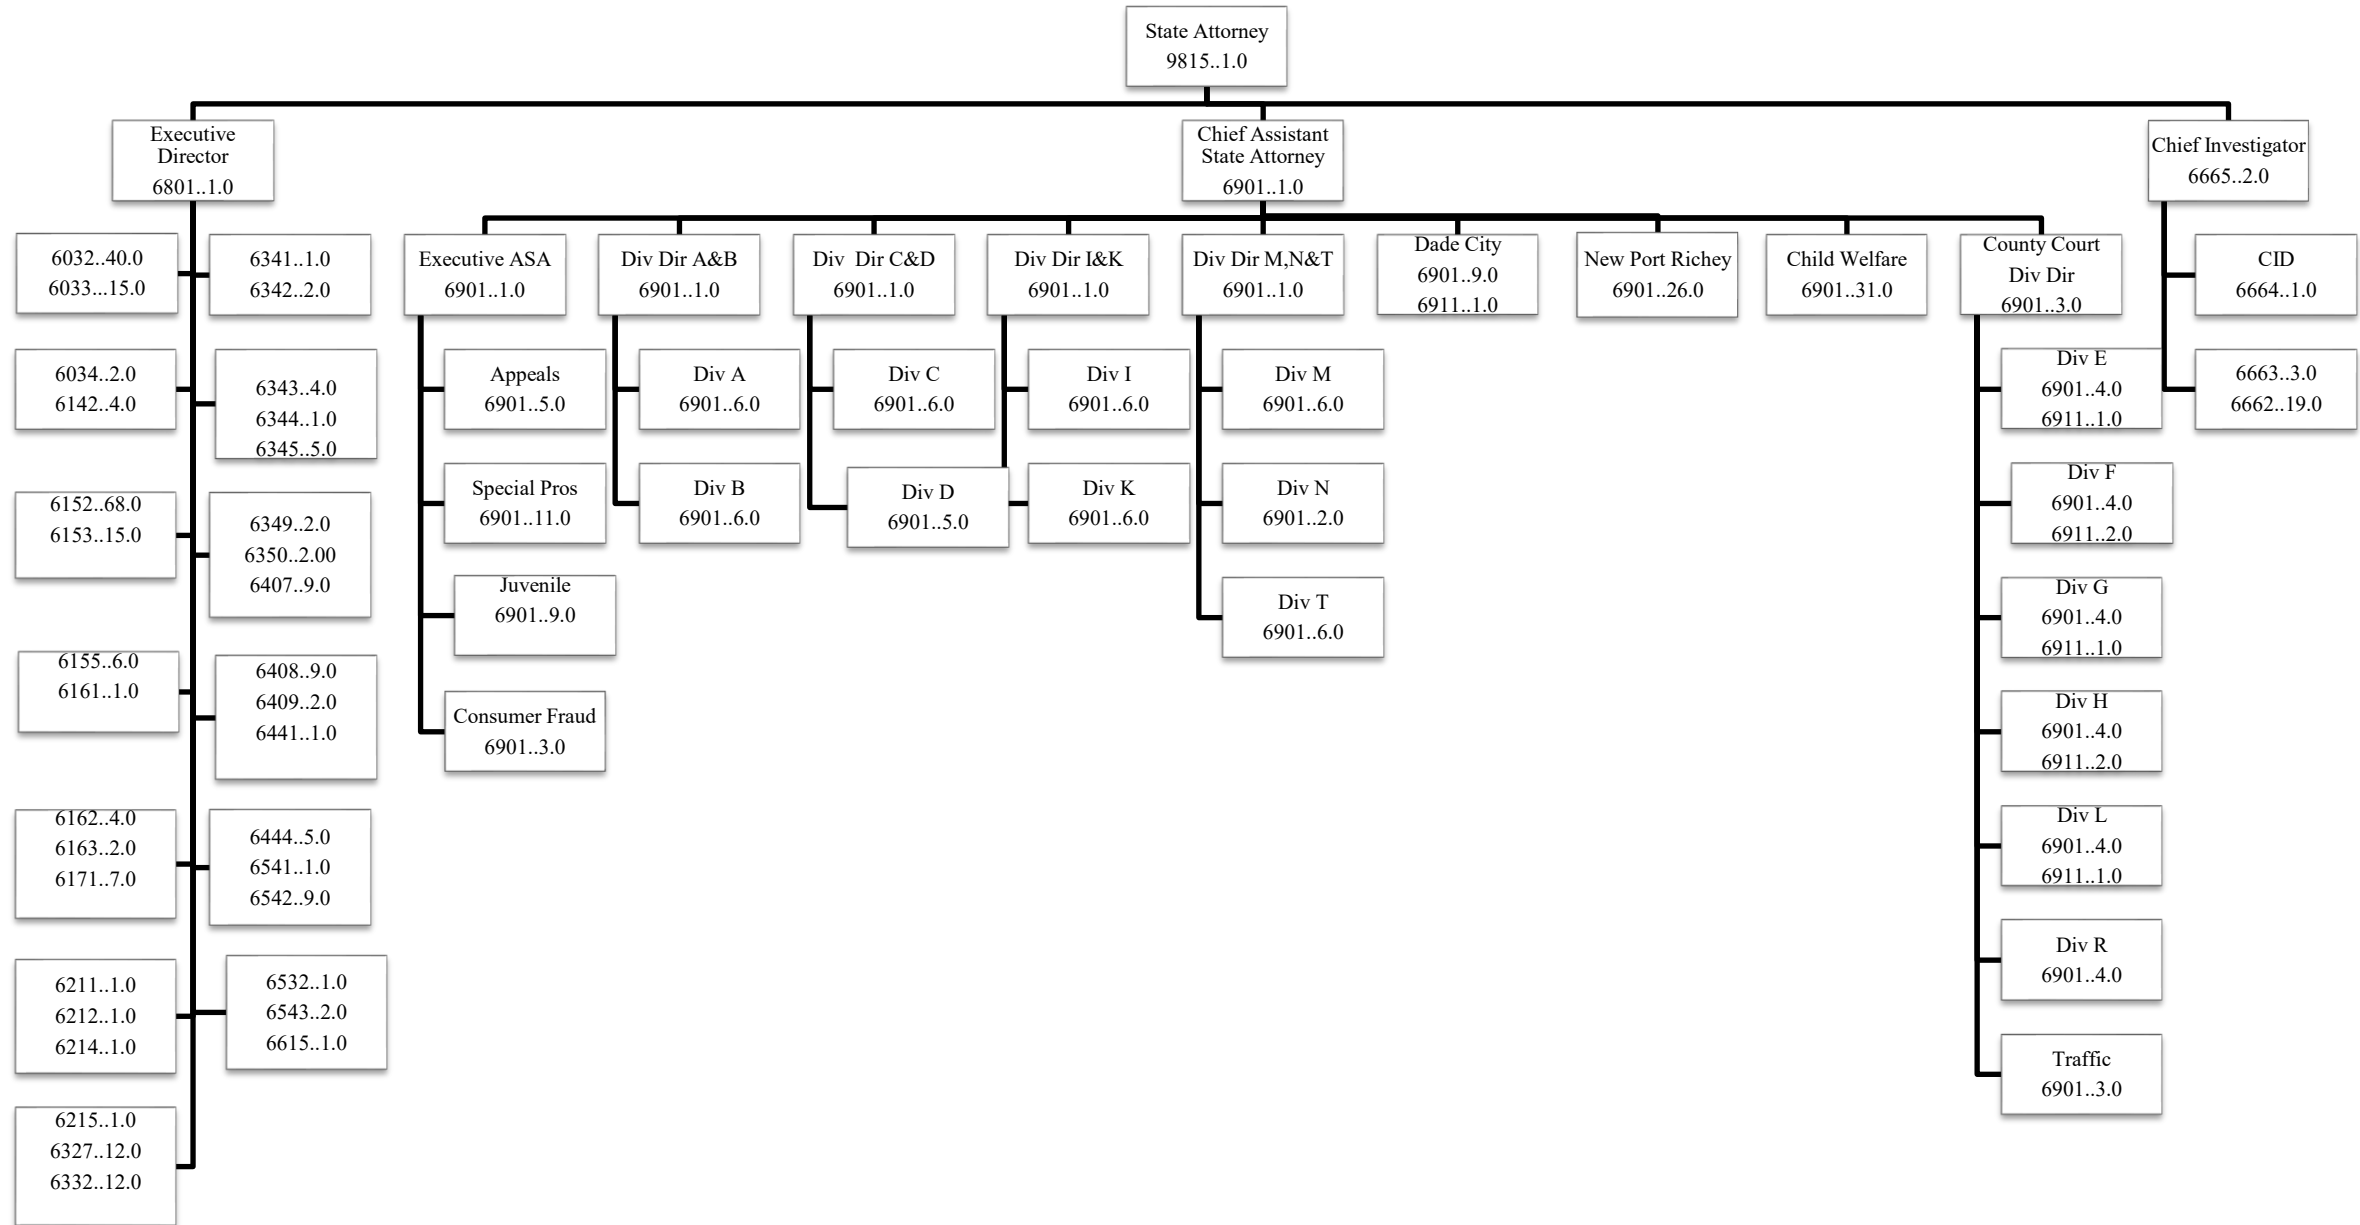 State Attorney
9815..1.0
Executive
Director
6801..1.0
Chief Assistant
State Attorney
6901..1.0
Chief Investigator
6665..2.0
6032..40.0
6033...15.0
6341..1.0
6342..2.0
6034..2.0
6142..4.0
6343..4.0
6344..1.0
6345..5.0
6152..68.0
6153..15.0
6349..2.0
6350..2.00
6407..9.0
6155..6.0
6161..1.0
6408..9.0
6409..2.0
6441..1.0
6162..4.0
6163..2.0
6171..7.0
6444..5.0
6541..1.0
6542..9.0
6211..1.0
6212..1.0
6214..1.0
6532..1.0
6543..2.0
6615..1.0
6215..1.0
6327..12.0
6332..12.0
Executive ASA
6901..1.0
Appeals
6901..5.0
Special Pros
6901..11.0
Juvenile
6901..9.0
Consumer Fraud
6901..3.0
Div Dir A&B
6901..1.0
Div A
6901..6.0
Div B
6901..6.0
Div  Dir C&D
6901..1.0
Div C
6901..6.0
Div D
6901..5.0
Div Dir I&K
6901..1.0
Div I
6901..6.0
Div K
6901..6.0
Div Dir M,N&T
6901..1.0
Div M
6901..6.0
Div N
6901..2.0
Div T
6901..6.0
Dade City
6901..9.0
6911..1.0
New Port Richey
6901..26.0
Child Welfare
6901..31.0
County Court
Div Dir
6901..3.0
Div E
6901..4.0
6911..1.0
Div F
6901..4.0
6911..2.0
Div G
6901..4.0
6911..1.0
Div H
6901..4.0
6911..2.0
Div L
6901..4.0
6911..1.0
Div R
6901..4.0
Traffic
6901..3.0
CID
6664..1.0
6663..3.0
6662..19.0